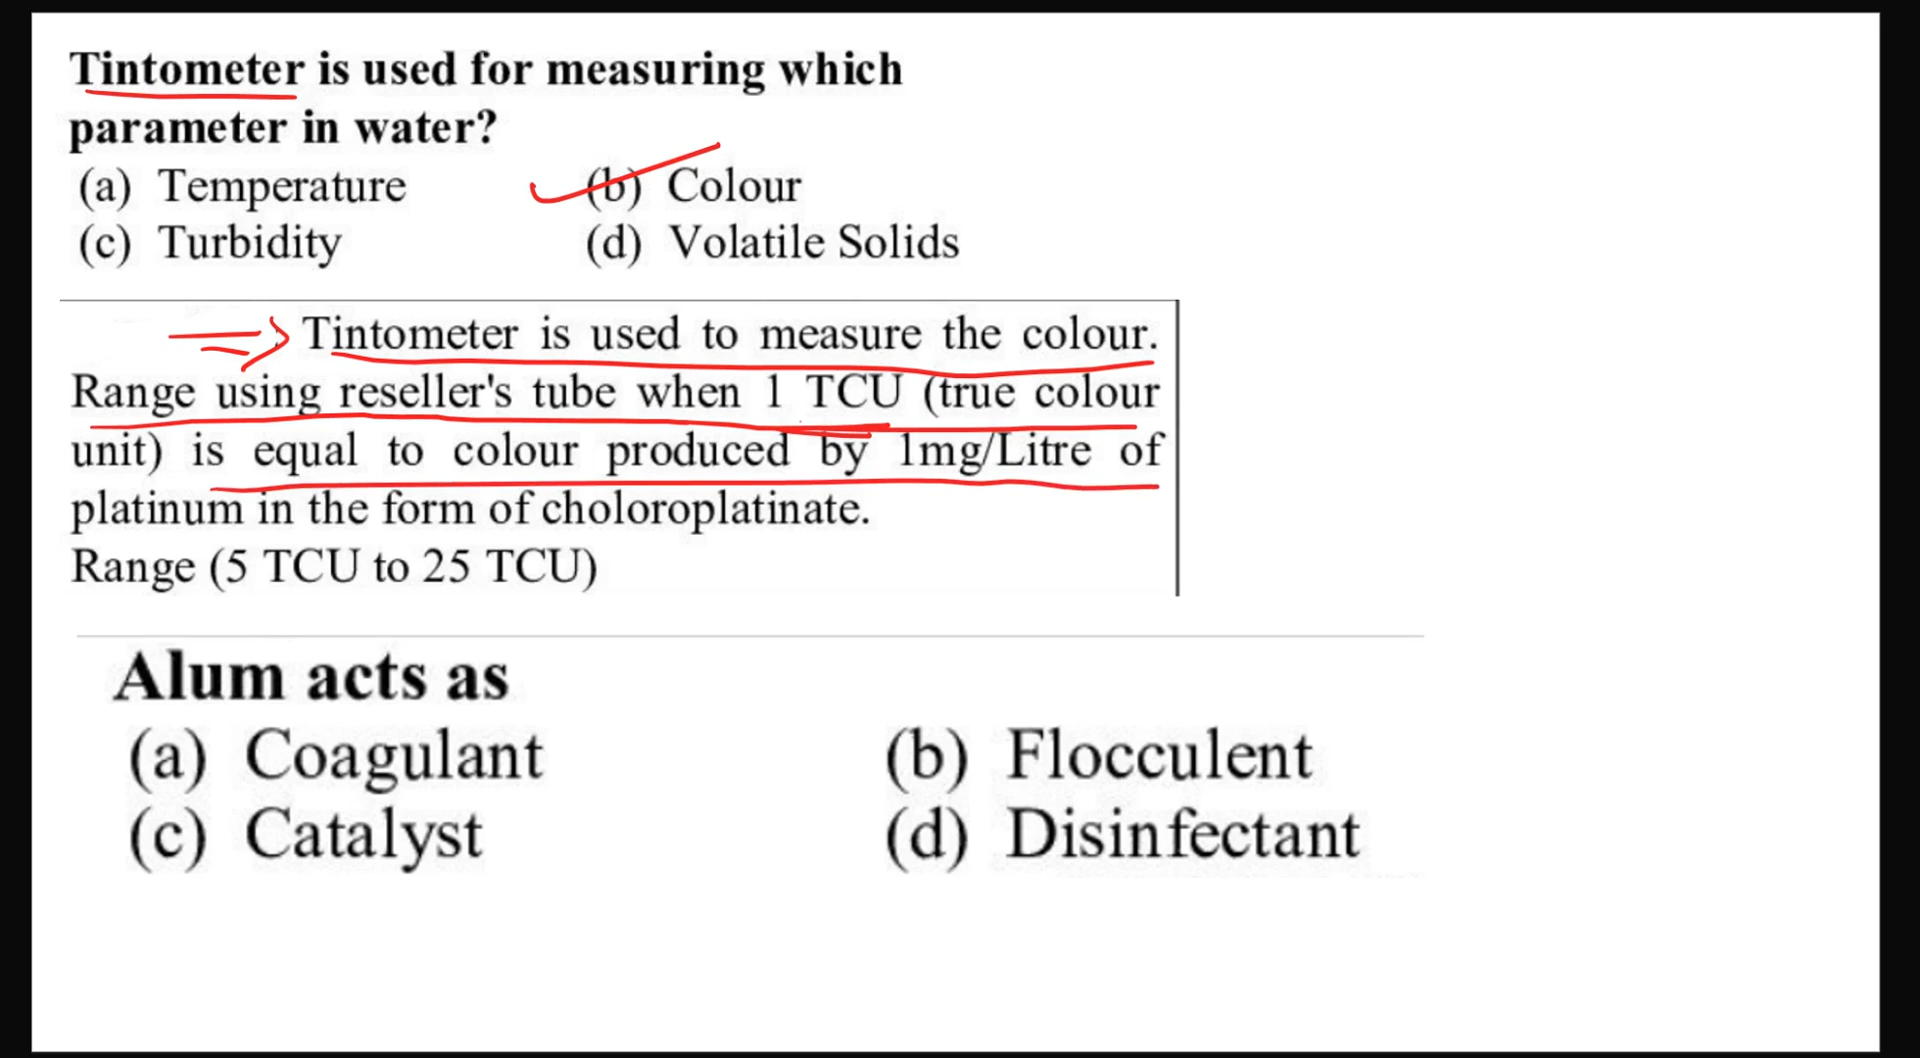 Tintometer is used for measuring which
parameter in water?
(a) Temperature (b) Colour
(c) Turbidity (d) Volatile Solids
Tintometer is used to measure the colour.
Range using reseller's tube when 1 TCU (true colour
unit) is equal to colour produced by 1mg/Litre of
platinum in the form of choloroplatinate.
Range (5 TCU to 25 TCU)
Alum acts as
(a) Coagulant (b) Flocculent
(c) Catalyst (d) Disinfectant